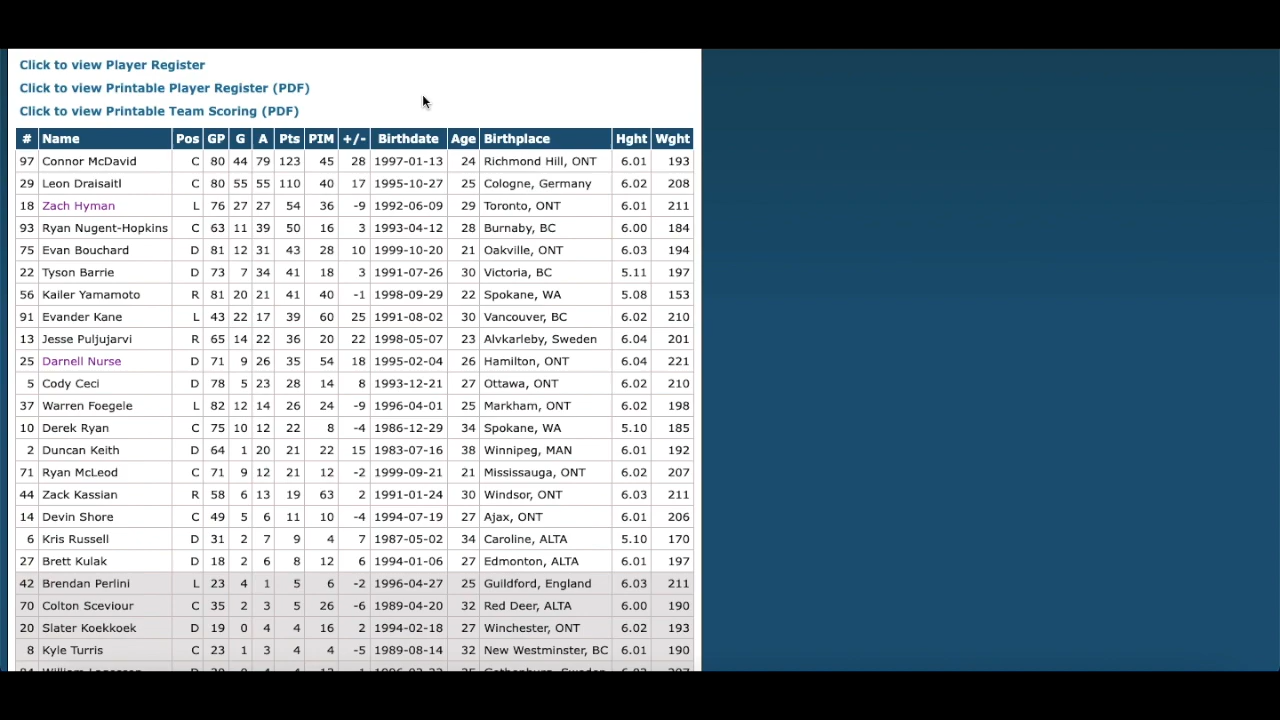 Click to view Player Register
Click to view Printable Player Register (PDF)
Click to view Printable Team Scoring (PDF)
# Name Pos GP G A Pts PIM +/- Birthdate Age Birthplace Hght Wght
97 Connor McDavid C 80 44 79 123 45 28 1997-01-13 24 Richmond Hill, ONT 6.01 193
29 Leon Draisaitl C 80 55 55 110 40 17 1995-10-27 25 Cologne, Germany 6.02 208
18 Zach Hyman L 76 27 27 54 36 -9 1992-06-09 29 Toronto, ONT 6.01 211
93 Ryan Nugent-Hopkins C 63 11 39 50 16 3 1993-04-12 28 Burnaby, BC 6.00 184
75 Evan Bouchard D 81 12 31 43 28 10 1999-10-20 21 Oakville, ONT 6.03 194
22 Tyson Barrie D 73 7 34 41 18 3 1991-07-26 30 Victoria, BC 5.11 197
56 Kailer Yamamoto R 81 20 21 41 40 -1 1998-09-29 22 Spokane, WA 5.08 153
91 Evander Kane L 43 22 17 39 60 25 1991-08-02 30 Vancouver, BC 6.02 210
13 Jesse Puljujarvi R 65 14 22 36 20 22 1998-05-07 23 Alvkarleby, Sweden 6.04 201
25 Darnell Nurse D 71 9 26 35 54 18 1995-02-04 26 Hamilton, ONT 6.04 221
5 Cody Ceci D 78 5 23 28 14 8 1993-12-21 27 Ottawa, ONT 6.02 210
37 Warren Foegele L 82 12 14 26 24 -9 1996-04-01 25 Markham, ONT 6.02 198
10 Derek Ryan C 75 10 12 22 8 -4 1986-12-29 34 Spokane, WA 5.10 185
2 Duncan Keith D 64 1 20 21 22 15 1983-07-16 38 Winnipeg, MAN 6.01 192
71 Ryan McLeod C 71 9 12 21 12 -2 1999-09-21 21 Mississauga, ONT 6.02 207
44 Zack Kassian R 58 6 13 19 63 2 1991-01-24 30 Windsor, ONT 6.03 211
14 Devin Shore C 49 5 6 11 10 -4 1994-07-19 27 Ajax, ONT 6.01 206
6 Kris Russell D 31 2 7 9 4 7 1987-05-02 34 Caroline, ALTA 5.10 170
27 Brett Kulak D 18 2 6 8 12 6 1994-01-06 27 Edmonton, ALTA 6.01 197
42 Brendan Perlini L 23 4 1 5 6 -2 1996-04-27 25 Guildford, England 6.03 211
70 Colton Sceviour C 35 2 3 5 26 -6 1989-04-20 32 Red Deer, ALTA 6.00 190
20 Slater Koekkoek D 19 0 4 4 16 2 1994-02-18 27 Winchester, ONT 6.02 193
8 Kyle Turris C 23 1 3 4 4 -5 1989-08-14 32 New Westminster, BC 6.01 190